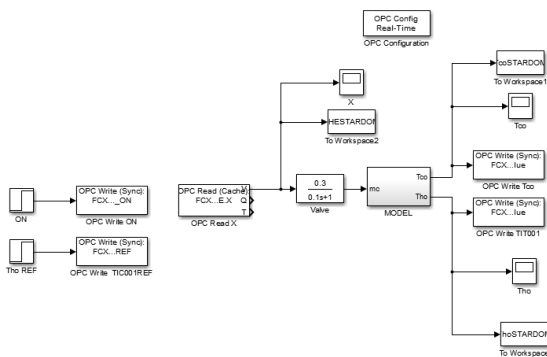 OPC Config
Real-Time
OPC Configuration
X
HESTARDON
To Workspace2
OPC Write (Sync):
FCX..._ON
OPC Write ON
ON
OPC Write (Sync):
FCX...REF
OPC Write TIC001REF
Tho REF
OPC Read (Cache):
FCX...E.X
V
Q
T
OPC Read X
0.3
0.1s+1
Valve
mc
Tco
Tho
MODEL
coSTARDON
To Workspace1
Tco
OPC Write (Sync):
FCX...lue
OPC Write Tco
OPC Write (Sync):
FCX...lue
OPC Write TIT001
Tho
hoSTARDON
To Workspace